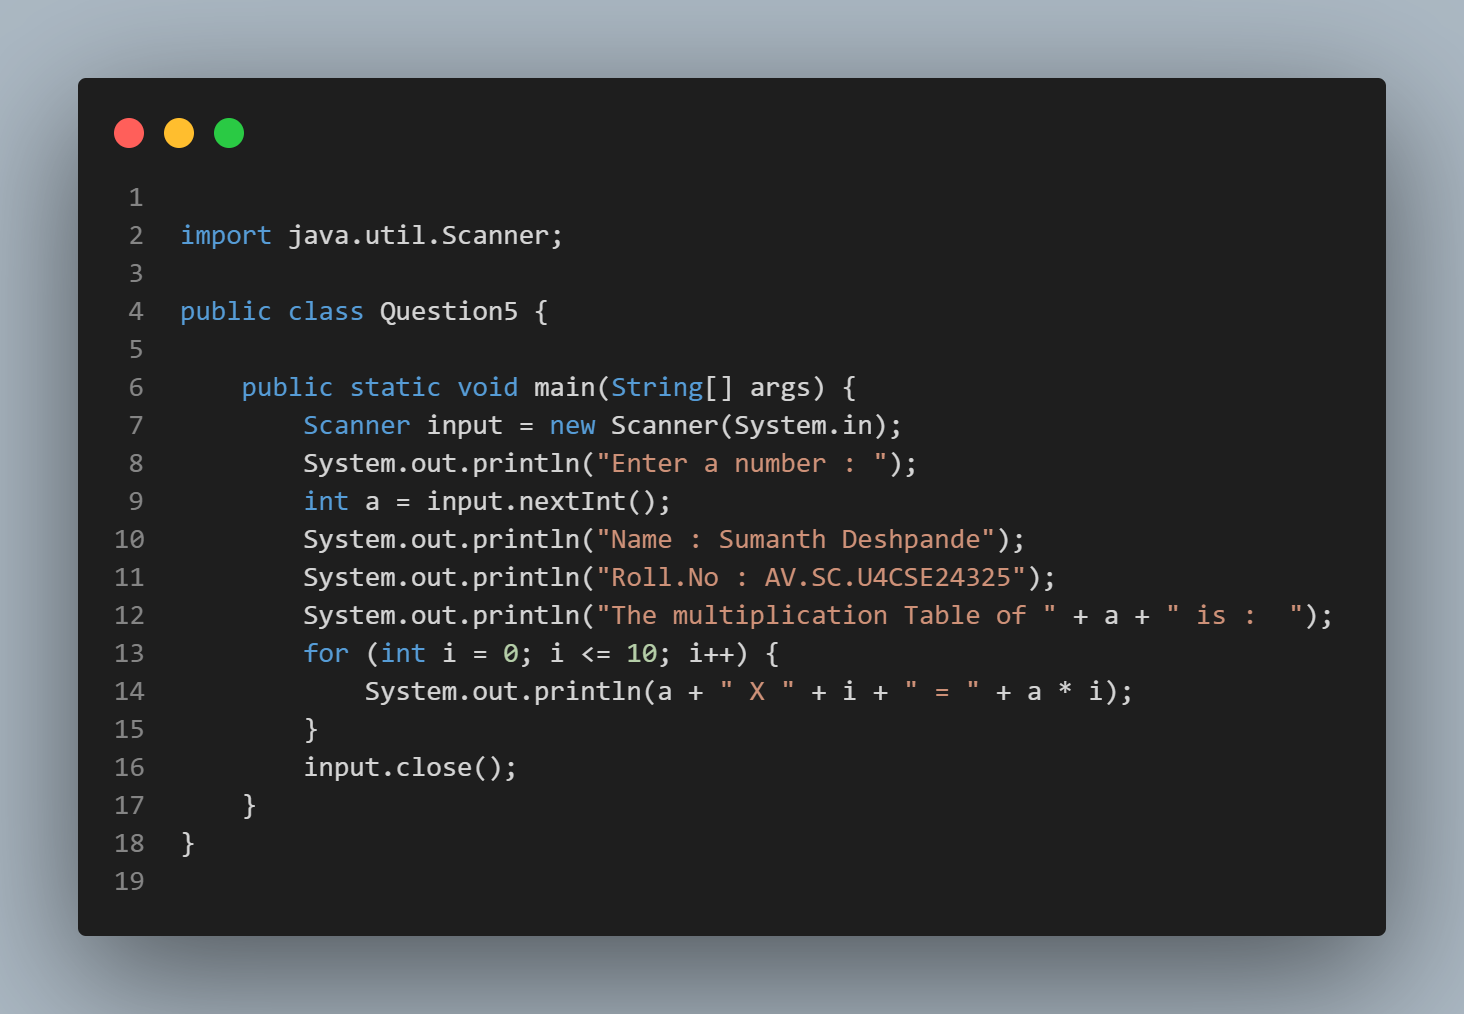 1
2 import java.util.Scanner;
3
4 public class Question5 {
5
6     public static void main(String[] args) {
7         Scanner input = new Scanner(System.in);
8         System.out.println("Enter a number : ");
9         int a = input.nextInt();
10         System.out.println("Name : Sumanth Deshpande");
11         System.out.println("Roll.No : AV.SC.U4CSE24325");
12         System.out.println("The multiplication Table of " + a + " is :  ");
13         for (int i = 0; i <= 10; i++) {
14             System.out.println(a + " X " + i + " = " + a * i);
15         }
16         input.close();
17     }
18 }
19